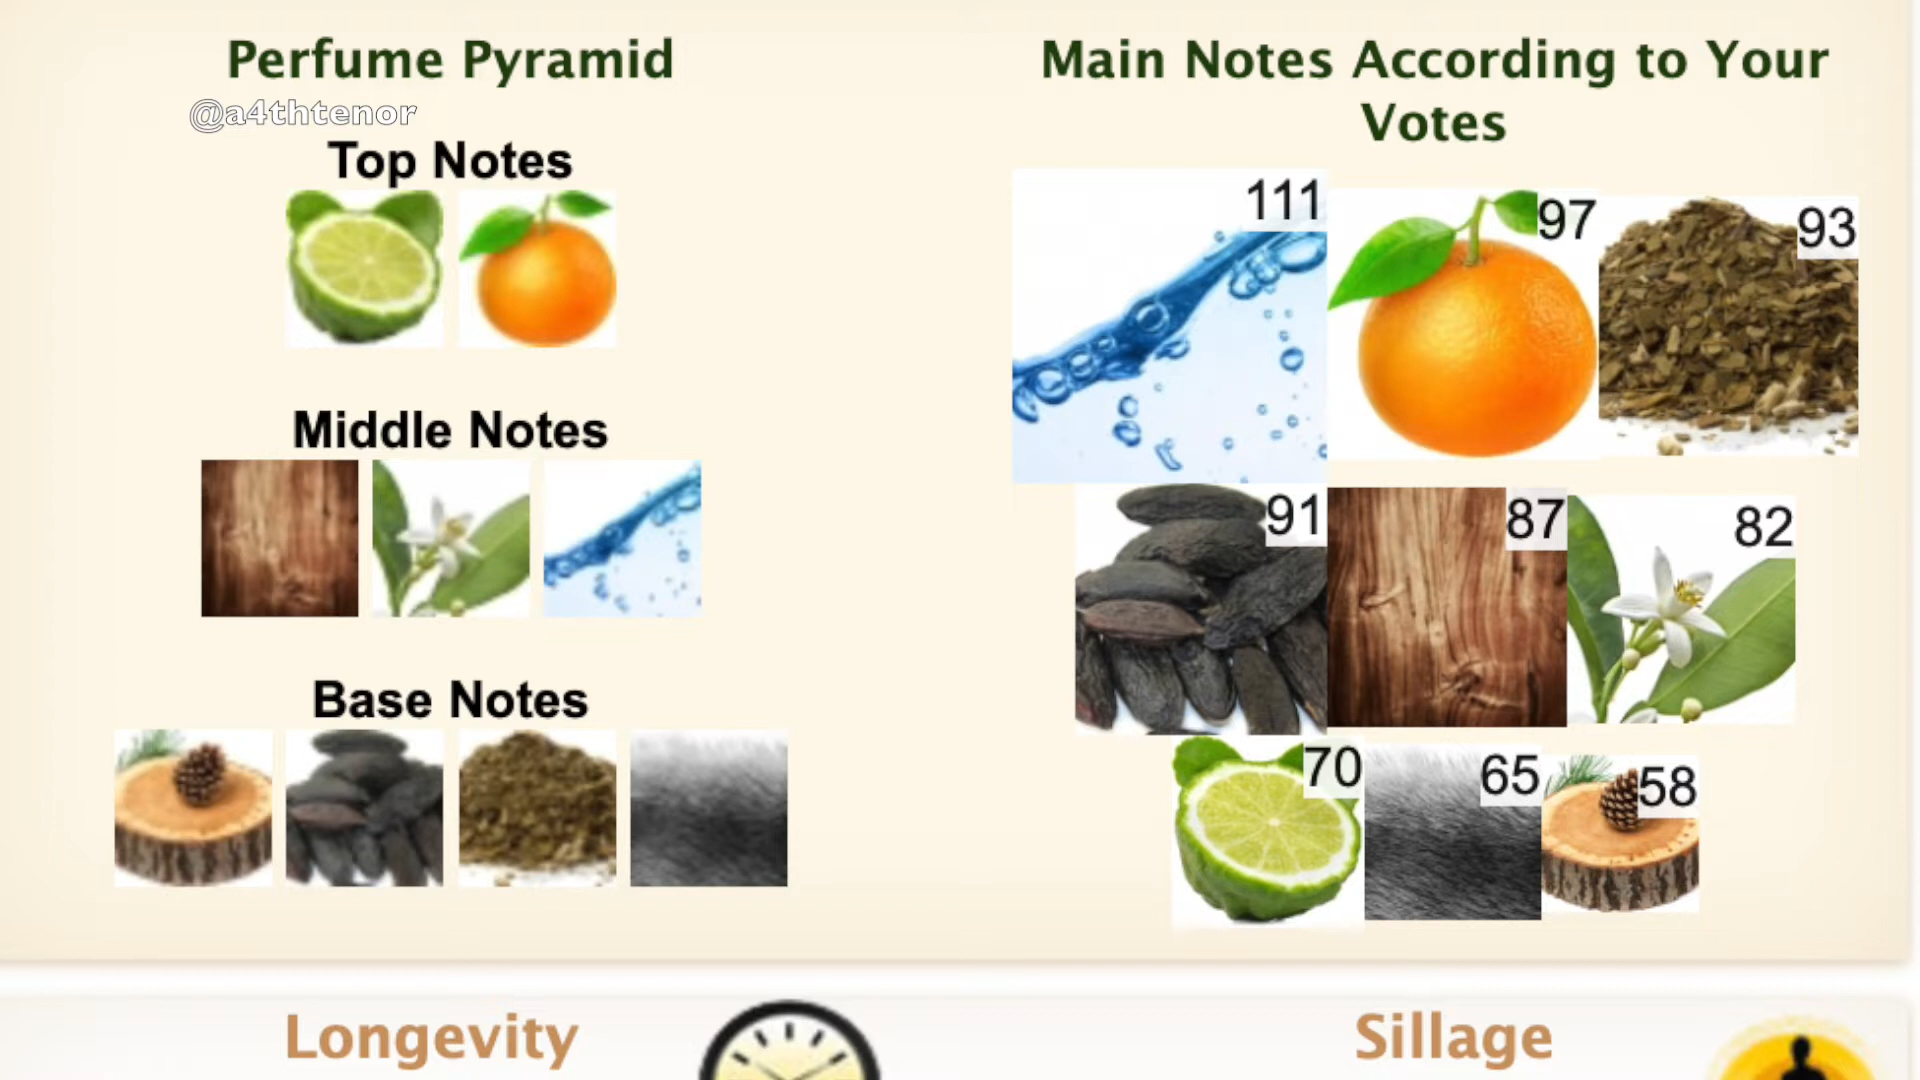 Perfume Pyramid
@a4thtenor
Top Notes
Middle Notes
Base Notes
Main Notes According to Your
Votes
111
97
93
91
87
82
70
65
58
Longevity
Sillage